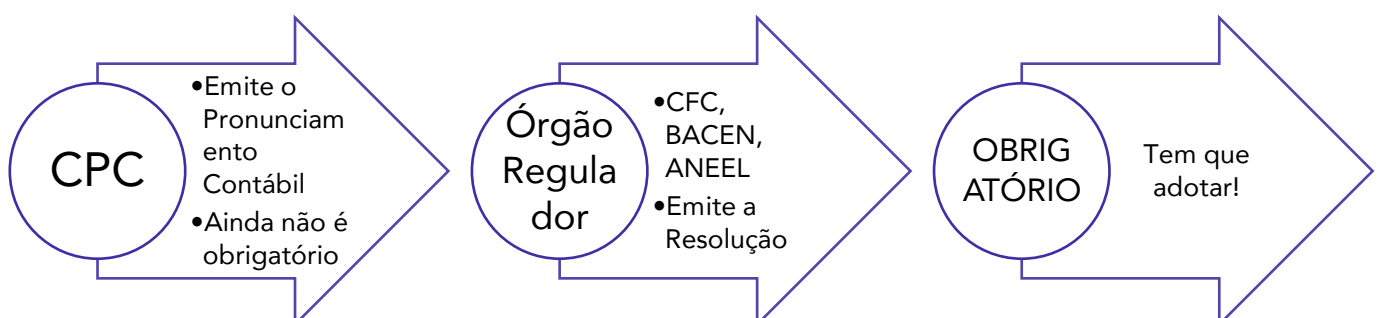 CPC
•Emite o
Pronunciam
ento
Contábil
•Ainda não é
obrigatório
Órgão
Regula
dor
•CFC,
BACEN,
ANEEL
•Emite a
Resolução
OBRIG
ATÓRIO
Tem que
adotar!